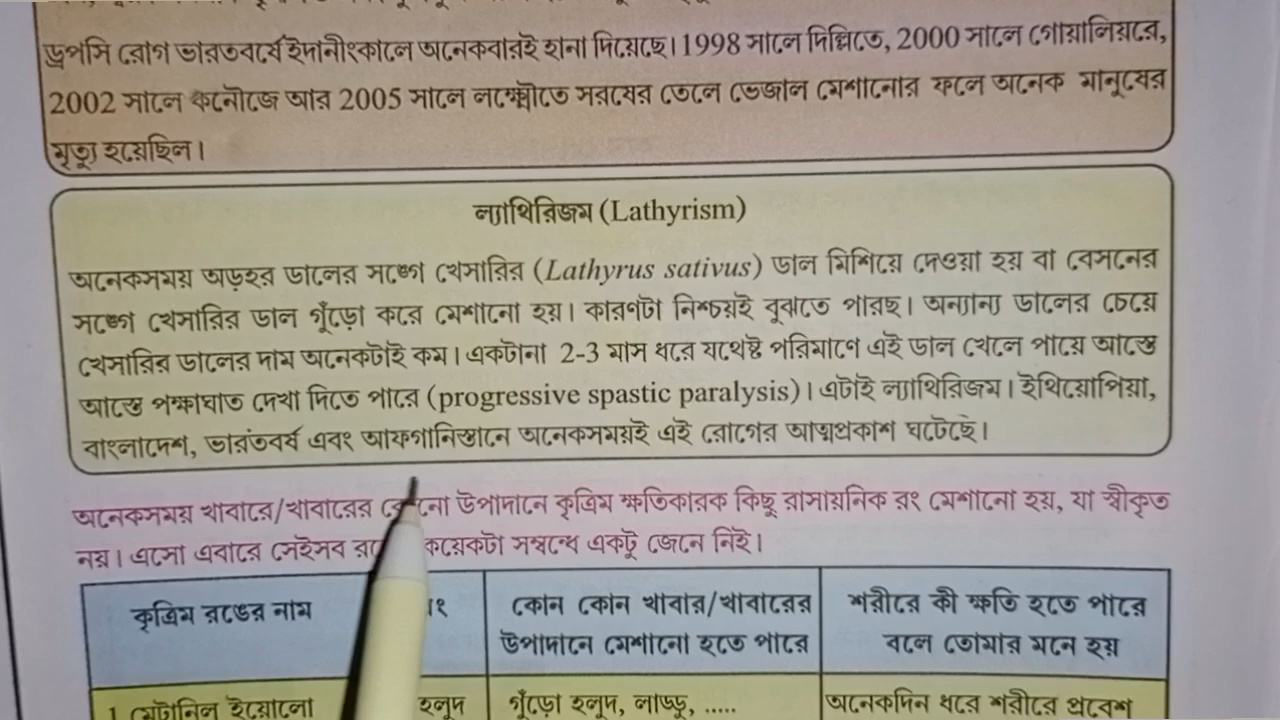 ড্রপসি রোগ ভারতবর্ষে ইদানীংকালে অনেকবারই হানা দিয়েছে। 1998 সালে দিল্লিতে, 2000 সালে গোয়ালিয়রে,
2002 সালে কনৌজে আর 2005 সালে লক্ষ্ণৌতে সরষের তেলে ভেজাল মেশানোর ফলে অনেক মানুষের
মৃত্যু হয়েছিল।
ল্যাথিরিজম (Lathyrism)
অনেকসময় অড়হর ডালের সঙ্গে খেসারির (Lathyrus sativus) ডাল মিশিয়ে দেওয়া হয় বা বেসনের
সঙ্গে খেসারির ডাল গুঁড়ো করে মেশানো হয়। কারণটা নিশ্চয়ই বুঝতে পারছ। অন্যান্য ডালের চেয়ে
খেসারির ডালের দাম অনেকটাই কম। একটানা 2-3 মাস ধরে যথেষ্ট পরিমাণে এই ডাল খেলে পায়ে আস্তে
আস্তে পক্ষাঘাত দেখা দিতে পারে (progressive spastic paralysis)। এটাই ল্যাথিরিজম। ইথিয়োপিয়া,
বাংলাদেশ, ভারতবর্ষ এবং আফগানিস্তানে অনেকসময়ই এই রোগের আত্মপ্রকাশ ঘটেছে।
অনেকসময় খাবারে/খাবারের উপাদানে কৃত্রিম ক্ষতিকারক কিছু রাসায়নিক রং মেশানো হয়, যা স্বীকৃত
নয়। এসো এবারে সেইসব কয়েকটা সম্বন্ধে একটু জেনে নিই।
কৃত্রিম রঙের নাম
কোন কোন খাবার/খাবারের
উপাদানে মেশানো হতে পারে
শরীরে কী ক্ষতি হতে পারে
বলে তোমার মনে হয়
1. মেটানিল ইয়োলো
হলুদ
গুঁড়ো হলুদ, লাড্ডু, .....
অনেকদিন ধরে শরীরে প্রবেশ